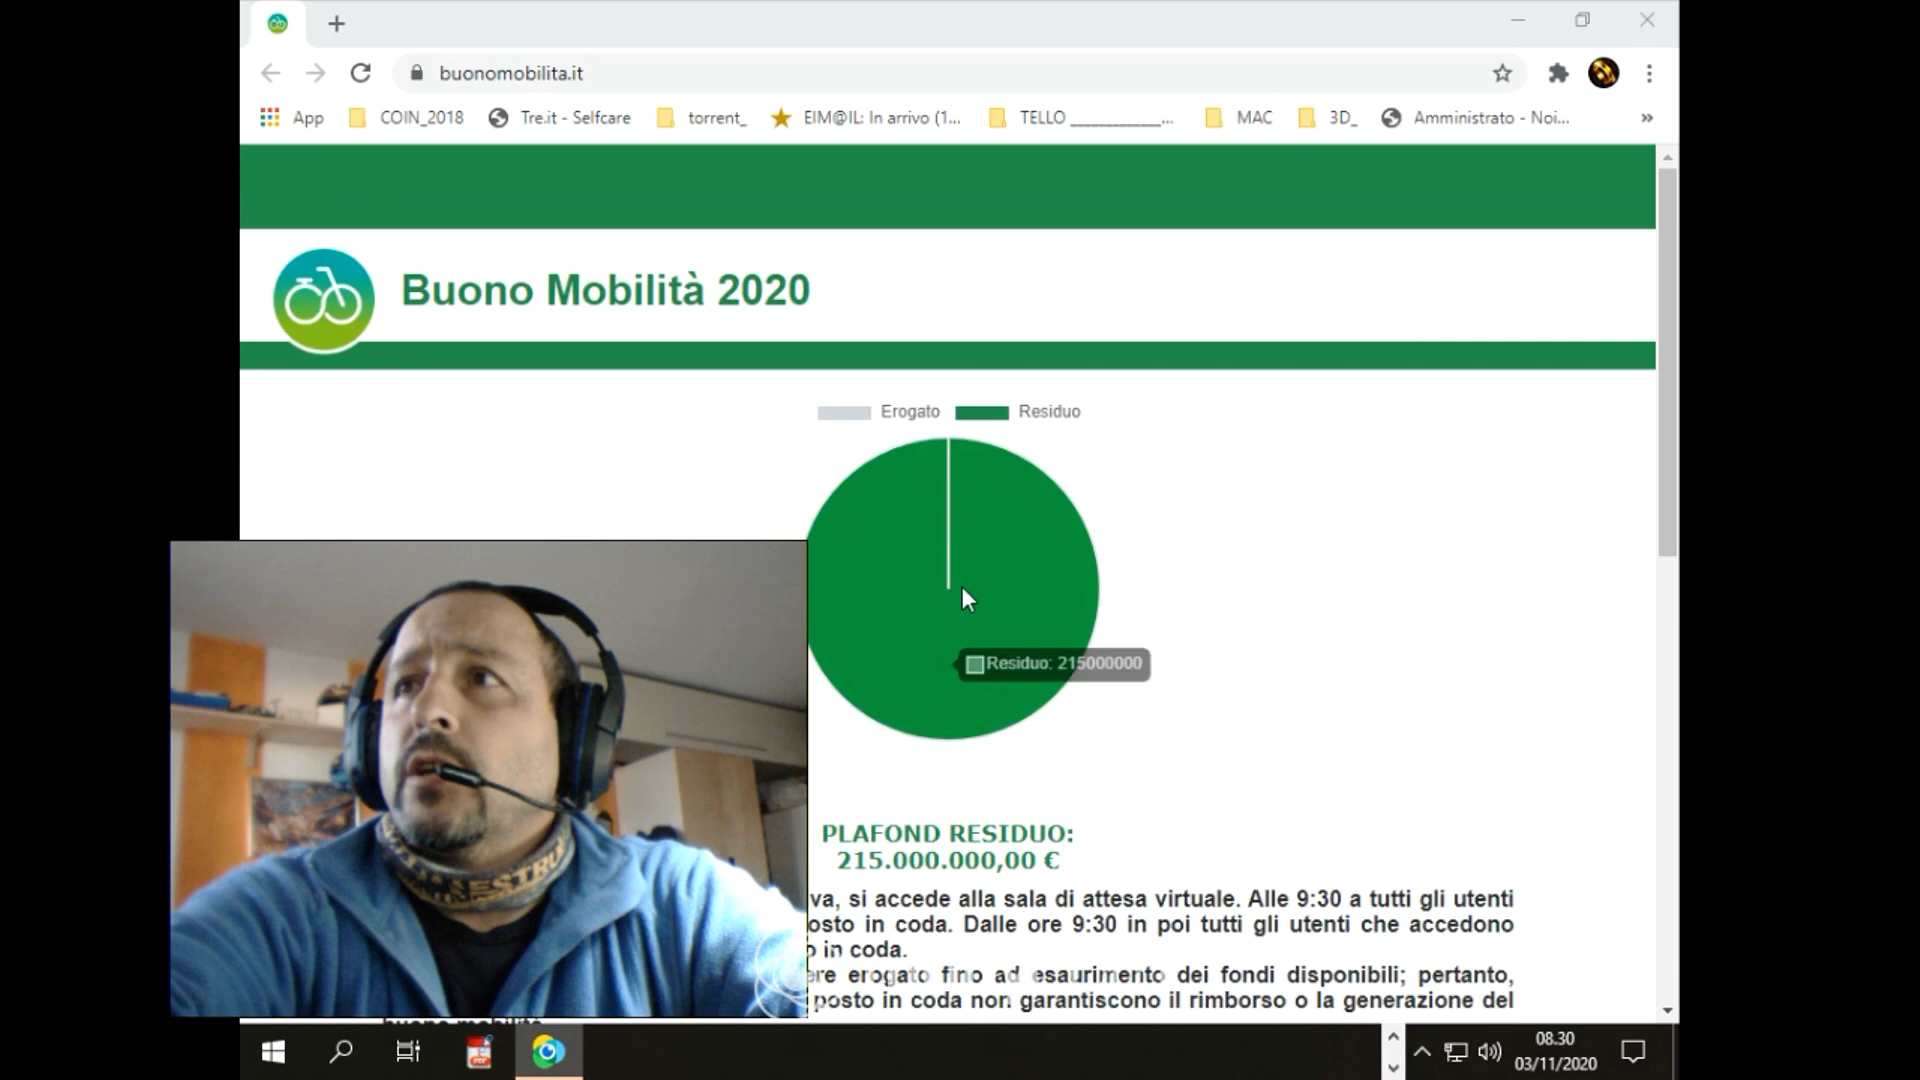 buonomobilita.it
App
COIN_2018
Tre.it - Selfcare
torrent_
EIM@IL: In arrivo (1...
TELLO ___________...
MAC
3D_
Amministrato - Noi...
»
Buono Mobilità 2020
Erogato
Residuo
Residuo: 215000000
PLAFOND RESIDUO:
215.000.000,00 €
va, si accede alla sala di attesa virtuale. Alle 9:30 a tutti gli utenti
osto in coda. Dalle ore 9:30 in poi tutti gli utenti che accedono
o in coda.
ere erogato fino ad esaurimento dei fondi disponibili; pertanto,
posto in coda non garantiscono il rimborso o la generazione del
buono mobilità
08.30
03/11/2020